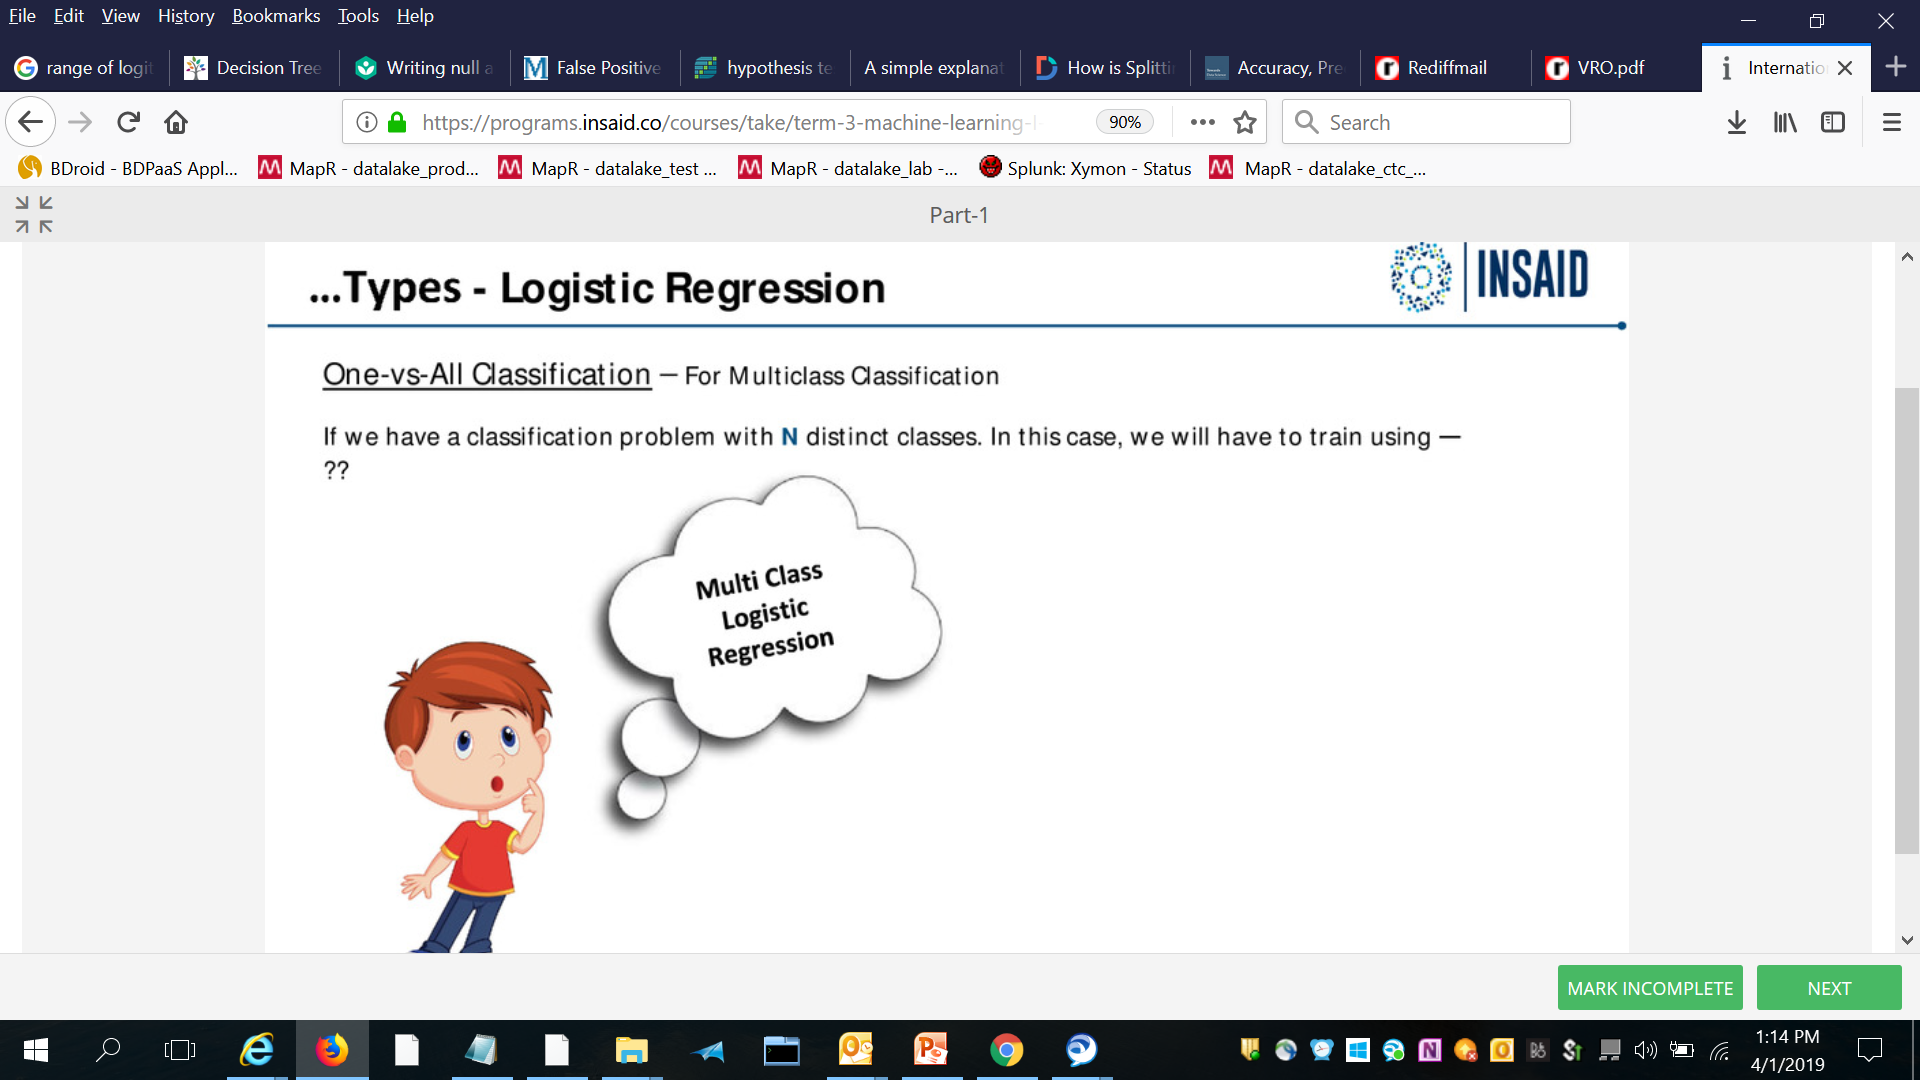 File Edit View History Bookmarks Tools Help
range of logit
Decision Tree
Writing null a
False Positive
hypothesis te
A simple explanat
How is Splitti
Accuracy, Pre
Rediffmail
VRO.pdf
Internatio
https://programs.insaid.co/courses/take/term-3-machine-learning-l
90%
Search
BDroid - BDPaaS Appl...
MapR - datalake_prod...
MapR - datalake_test ...
MapR - datalake_lab -...
Splunk: Xymon - Status
MapR - datalake_ctc_...
Part-1
...Types - Logistic Regression
INSAID
One-vs-All Classification — For Multiclass Classification
If we have a classification problem with N distinct classes. In this case, we will have to train using —
??
Multi Class
Logistic
Regression
MARK INCOMPLETE
NEXT
1:14 PM
4/1/2019